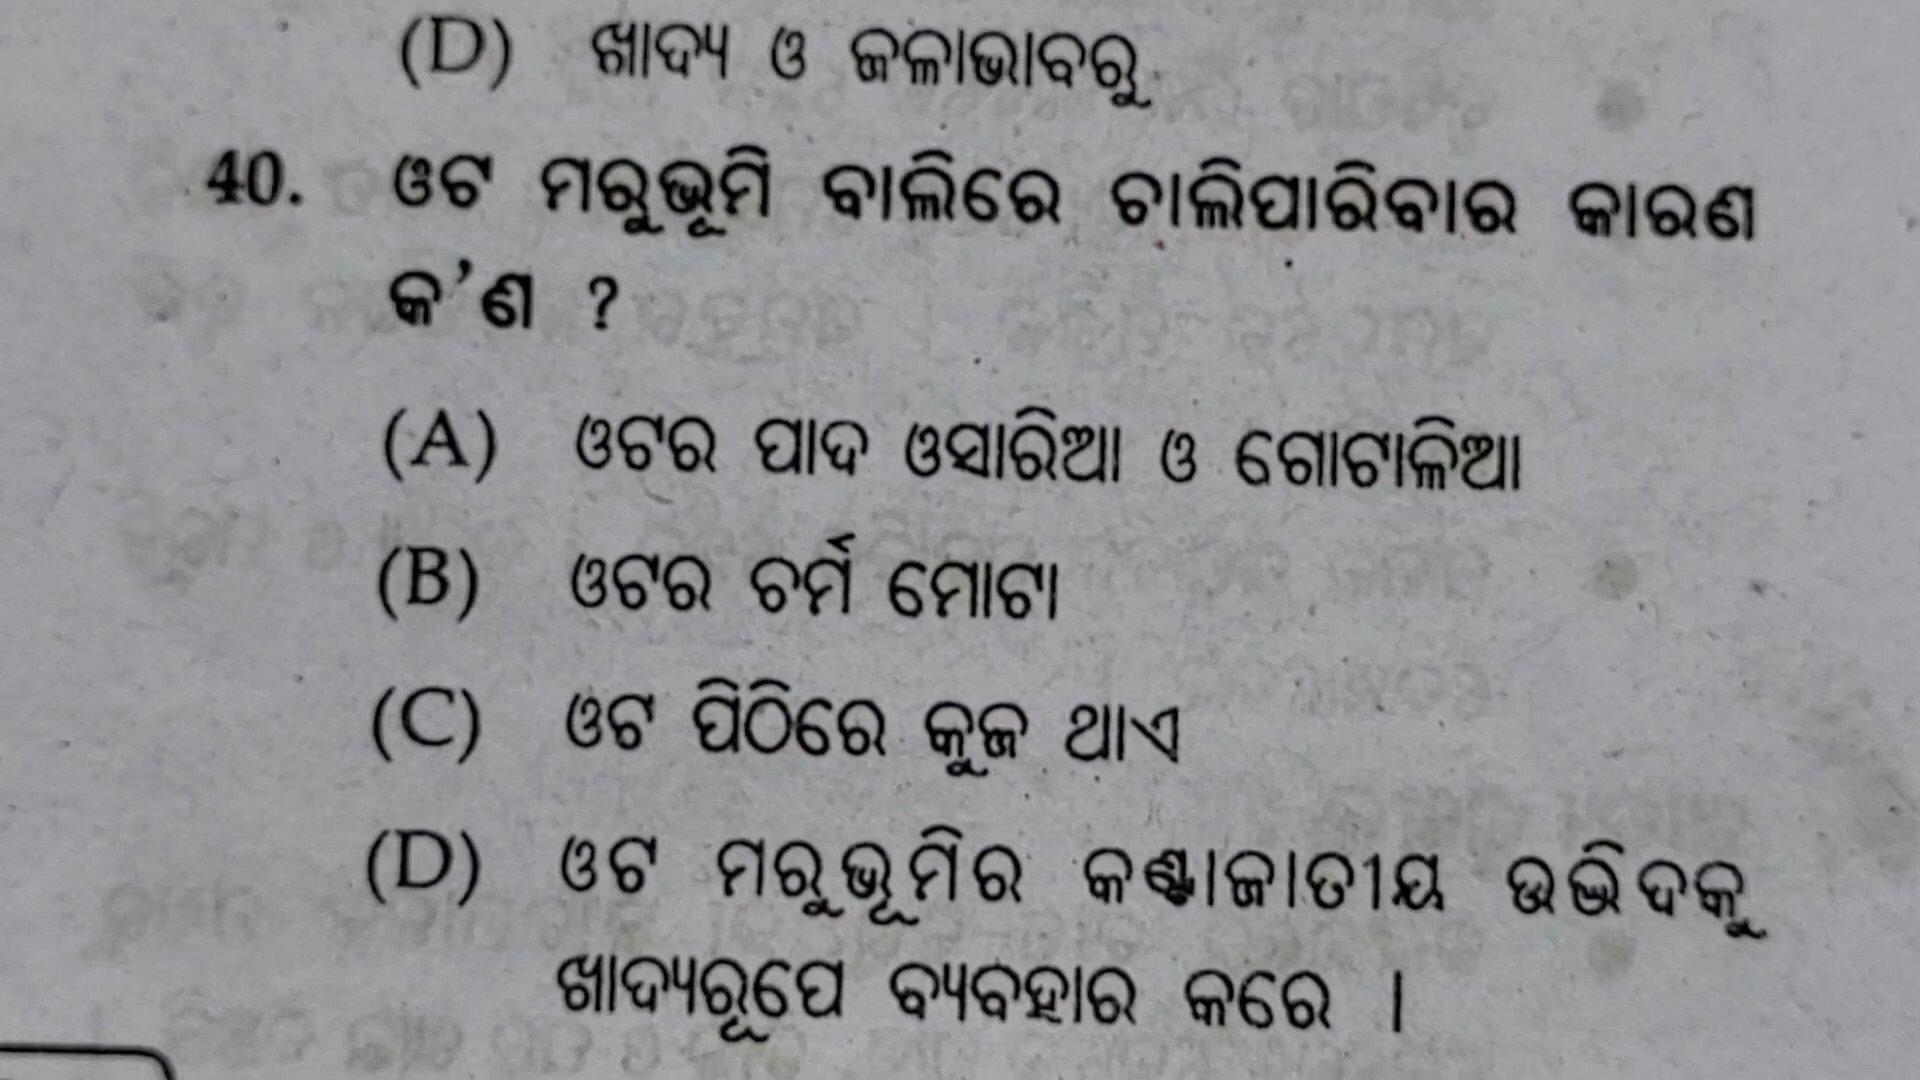 (D) ଖାଦ୍ୟ ଓ ଜଳାଭାବରୁ
40. ଓଟ ମରୁଭୂମି ବାଲିରେ ଚାଲିପାରିବାର କାରଣ
କ'ଣ ?
(A) ଓଟର ପାଦ ଓସାରିଆ ଓ ଗୋଟାଳିଆ
(B) ଓଟର ଚର୍ମ ମୋଟା
(C) ଓଟ ପିଠିରେ କୁଜ ଥାଏ
(D) ଓଟ ମରୁଭୂମିର କଣ୍ଟାଜାତୀୟ ଉଦ୍ଭିଦକୁ
ଖାଦ୍ୟରୂପେ ବ୍ୟବହାର କରେ ।